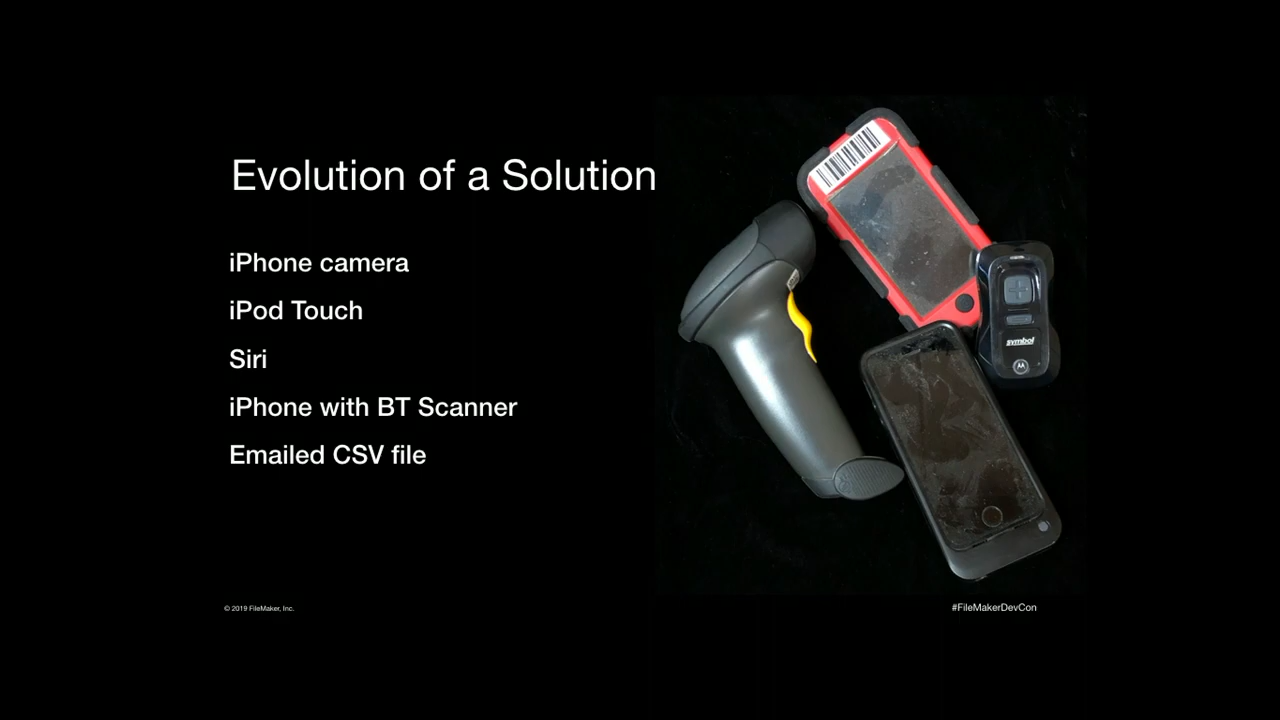 Evolution of a Solution
iPhone camera
iPod Touch
Siri
iPhone with BT Scanner
Emailed CSV file
symbol
© 2019 FileMaker, Inc.
#FileMakerDevCon